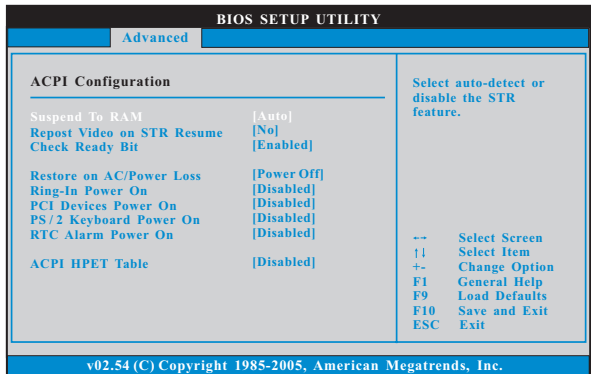 BIOS SETUP UTILITY
Advanced
ACPI Configuration
Suspend To RAM [Auto]
Repost Video on STR Resume [No]
Check Ready Bit [Enabled]
Restore on AC/Power Loss [Power Off]
Ring-In Power On [Disabled]
PCI Devices Power On [Disabled]
PS/2 Keyboard Power On [Disabled]
RTC Alarm Power On [Disabled]
ACPI HPET Table [Disabled]
Select auto-detect or
disable the STR
feature.
←→ Select Screen
↑↓ Select Item
+- Change Option
F1 General Help
F9 Load Defaults
F10 Save and Exit
ESC Exit
v02.54 (C) Copyright 1985-2005, American Megatrends, Inc.